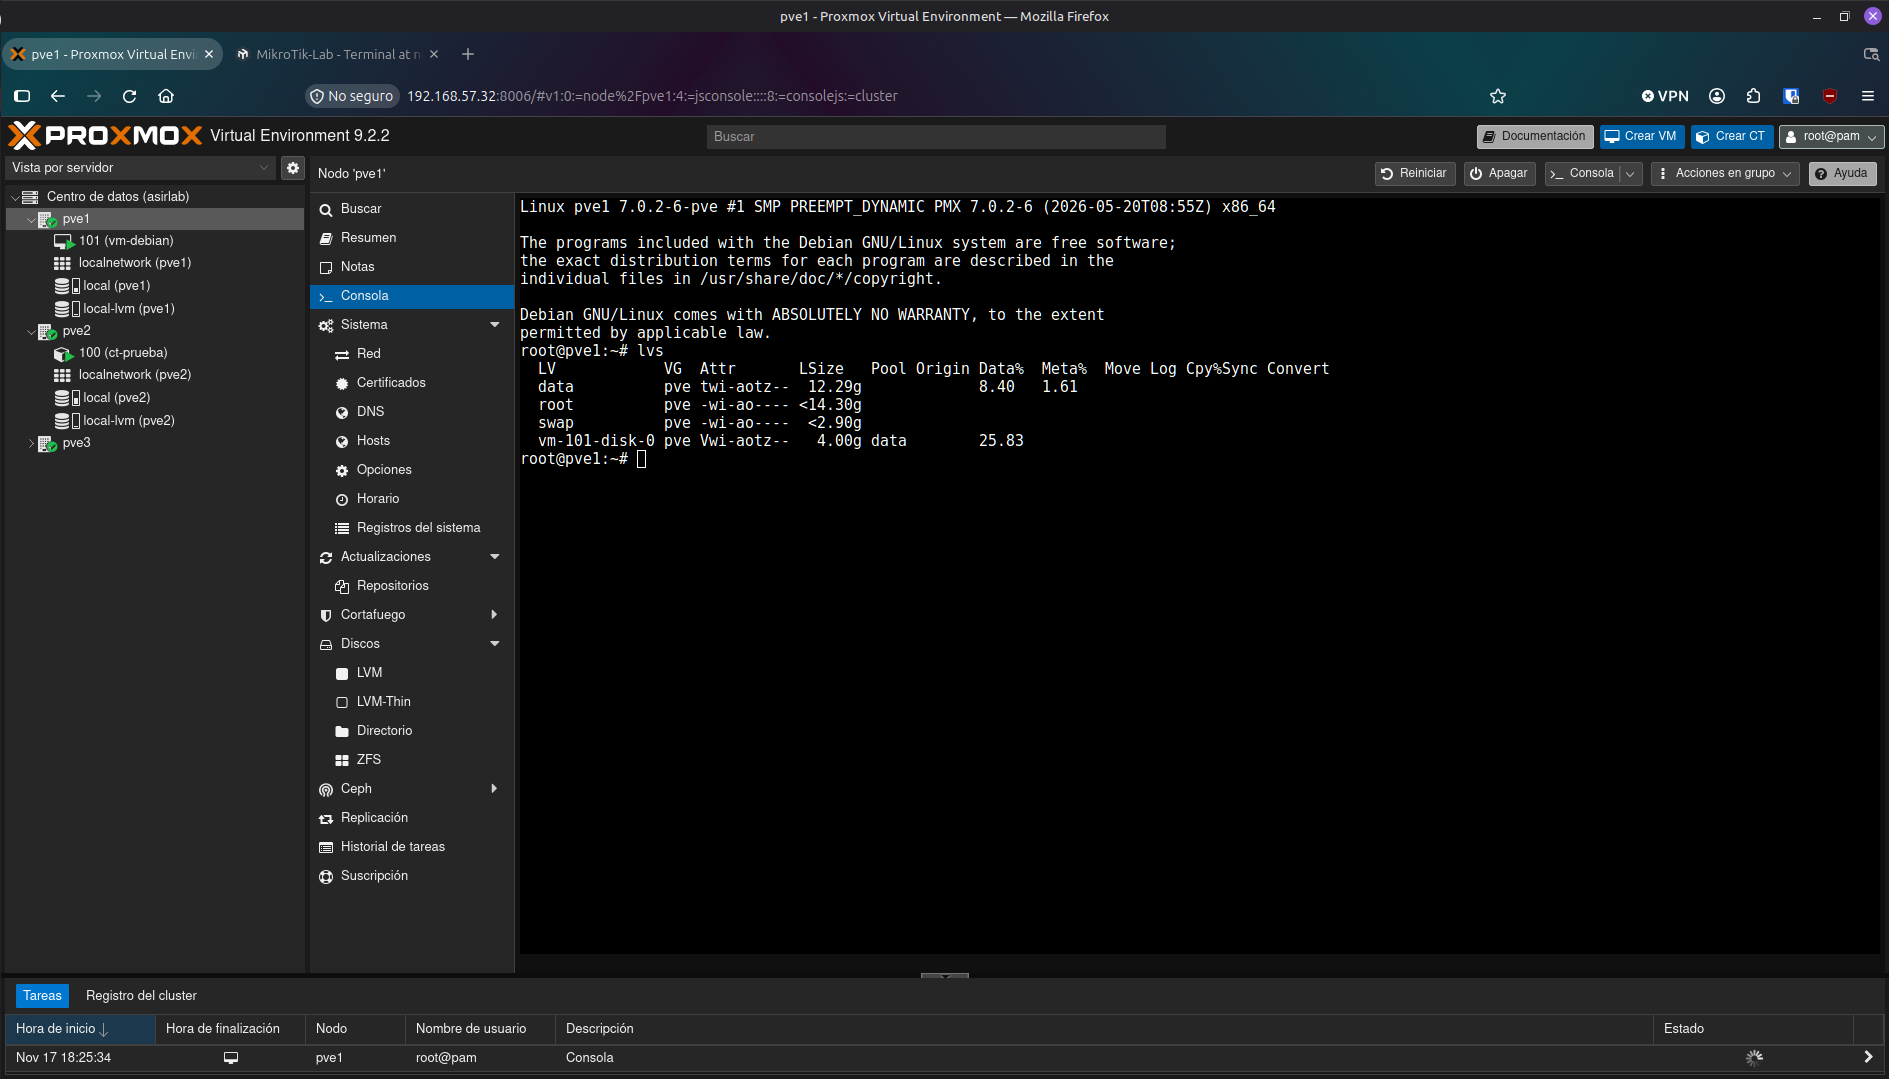 pve1 - Proxmox Virtual Environment — Mozilla Firefox
pve1 - Proxmox Virtual Envi
MikroTik-Lab - Terminal at n
No seguro
192.168.57.32:8006/#v1:0:=node%2Fpve1:4:=jsconsole::::8:=consolejs:=cluster
VPN
PROXMOX Virtual Environment 9.2.2
Buscar
Documentación
Crear VM
Crear CT
root@pam
Vista por servidor
Nodo 'pve1'
Reiniciar
Apagar
Consola
Acciones en grupo
Ayuda
Centro de datos (asirlab)
pve1
101 (vm-debian)
localnetwork (pve1)
local (pve1)
local-lvm (pve1)
pve2
100 (ct-prueba)
localnetwork (pve2)
local (pve2)
local-lvm (pve2)
pve3
Buscar
Resumen
Notas
Consola
Sistema
Red
Certificados
DNS
Hosts
Opciones
Horario
Registros del sistema
Actualizaciones
Repositorios
Cortafuego
Discos
LVM
LVM-Thin
Directorio
ZFS
Ceph
Replicación
Historial de tareas
Suscripción
Linux pve1 7.0.2-6-pve #1 SMP PREEMPT_DYNAMIC PMX 7.0.2-6 (2026-05-20T08:55Z) x86_64
The programs included with the Debian GNU/Linux system are free software;
the exact distribution terms for each program are described in the
individual files in /usr/share/doc/*/copyright.
Debian GNU/Linux comes with ABSOLUTELY NO WARRANTY, to the extent
permitted by applicable law.
root@pve1:~# lvs
  LV            VG  Attr       LSize   Pool Origin Data%  Meta%  Move Log Cpy%Sync Convert
  data          pve twi-aotz--  12.29g             8.40   1.61
  root          pve -wi-ao---- <14.30g
  swap          pve -wi-ao----  <2.90g
  vm-101-disk-0 pve Vwi-aotz--   4.00g data        25.83
root@pve1:~#
Tareas
Registro del cluster
Hora de inicio
Hora de finalización
Nodo
Nombre de usuario
Descripción
Estado
Nov 17 18:25:34
pve1
root@pam
Consola